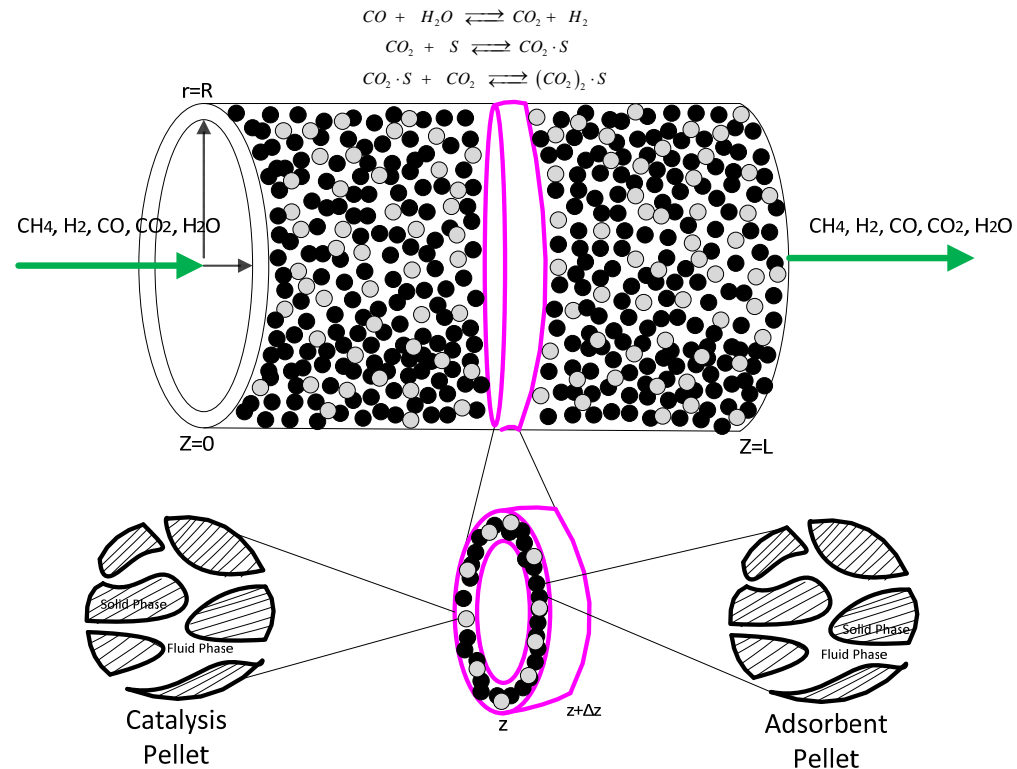 CO + H₂O ⇌ CO₂ + H₂
CO₂ + S ⇌ CO₂ · S
CO₂ · S + CO₂ ⇌ (CO₂)₂ · S
r=R
CH4, H2, CO, CO2, H2O
CH4, H2, CO, CO2, H2O
Z=0
Z=L
Solid Phase
Fluid Phase
Solid Phase
Fluid Phase
z
z+Δz
Catalysis
Pellet
Adsorbent
Pellet